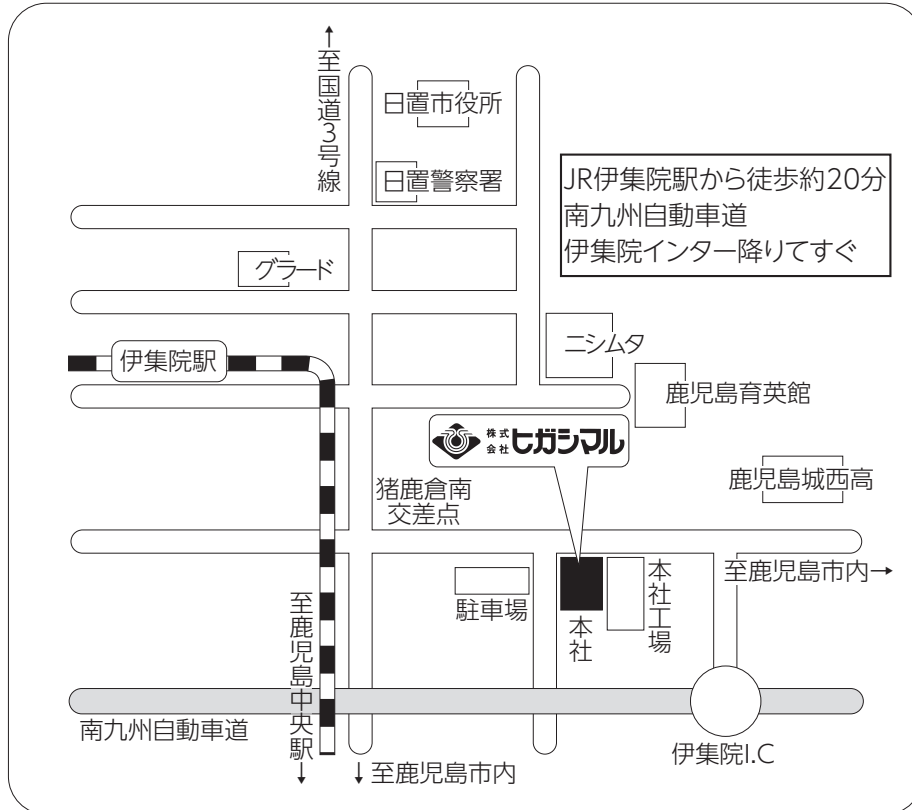 至国道3号線
日置市役所
日置警察署
JR伊集院駅から徒歩約20分
南九州自動車道
伊集院インター降りてすぐ
グラード
ニシムタ
伊集院駅
鹿児島育英館
株式
会社
ヒガシマル
鹿児島城西高
猪鹿倉南
交差点
至鹿児島市内→
駐車場
本社
本社工場
至鹿児島中央駅
南九州自動車道
伊集院I.C
至鹿児島市内